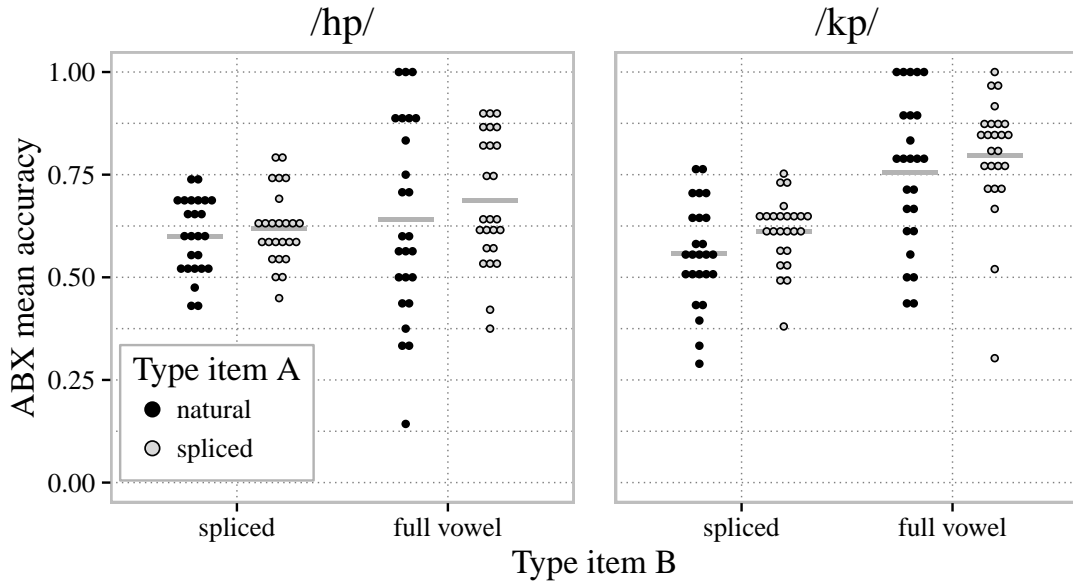 /hp/
/kp/
ABX mean accuracy
1.00
0.75
0.50
0.25
0.00
Type item A
natural
spliced
spliced
full vowel
spliced
full vowel
Type item B